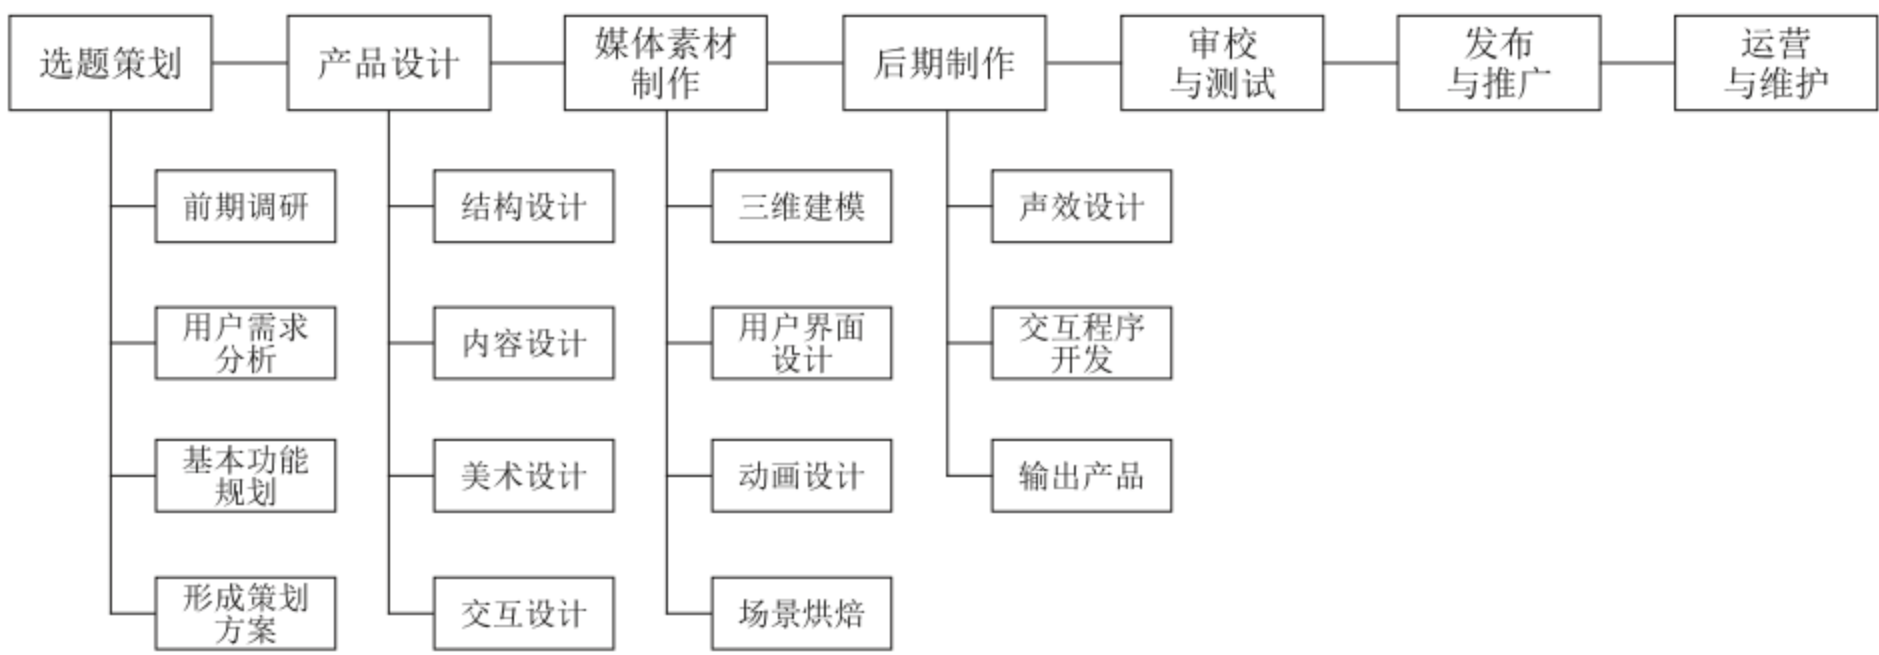 选题策划
产品设计
媒体素材
制作
后期制作
审校
与测试
发布
与推广
运营
与维护
前期调研
用户需求
分析
基本功能
规划
形成策划
方案
结构设计
内容设计
美术设计
交互设计
三维建模
用户界面
设计
动画设计
场景烘焙
声效设计
交互程序
开发
输出产品